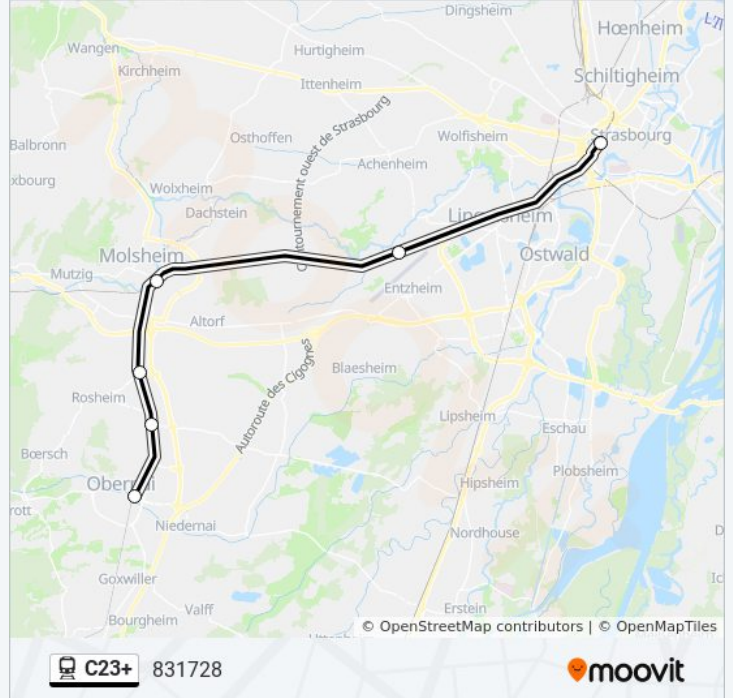 Dingsheim
Hœnheim
Wangen
Hurtigheim
Kirchheim
Schiltigheim
Ittenheim
Balbronn
Osthoffen
Wolfisheim
Strasbourg
Contournement ouest de Strasbourg
Achenheim
xbourg
Wolxheim
Dachstein
Molsheim
Ostwald
Mutzig
Entzheim
Altorf
Autoroute des Cigognes
Blaesheim
Rosheim
Lipsheim
Eschau
Bœrsch
Plobsheim
Hipsheim
rott
Niedernai
Nordhouse
Goxwiller
Valff
Erstein
Bourgheim
© OpenStreetMap contributors | © OpenMapTiles
C23+ 831728
moovit